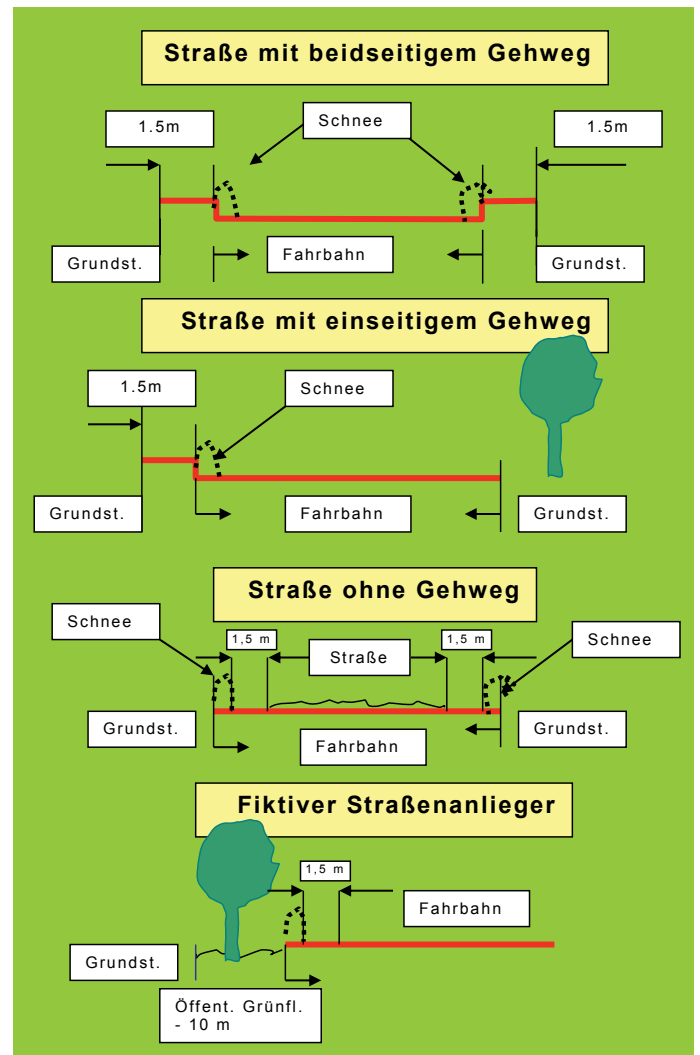 Straße mit beidseitigem Gehweg
1.5m
Schnee
1.5m
Grundst.
Fahrbahn
Grundst.
Straße mit einseitigem Gehweg
1.5m
Schnee
Grundst.
Fahrbahn
Grundst.
Straße ohne Gehweg
Schnee
1,5 m
Straße
1,5 m
Schnee
Grundst.
Fahrbahn
Grundst.
Fiktiver Straßenanlieger
1,5 m
Fahrbahn
Grundst.
Öffent. Grünfl.
- 10 m